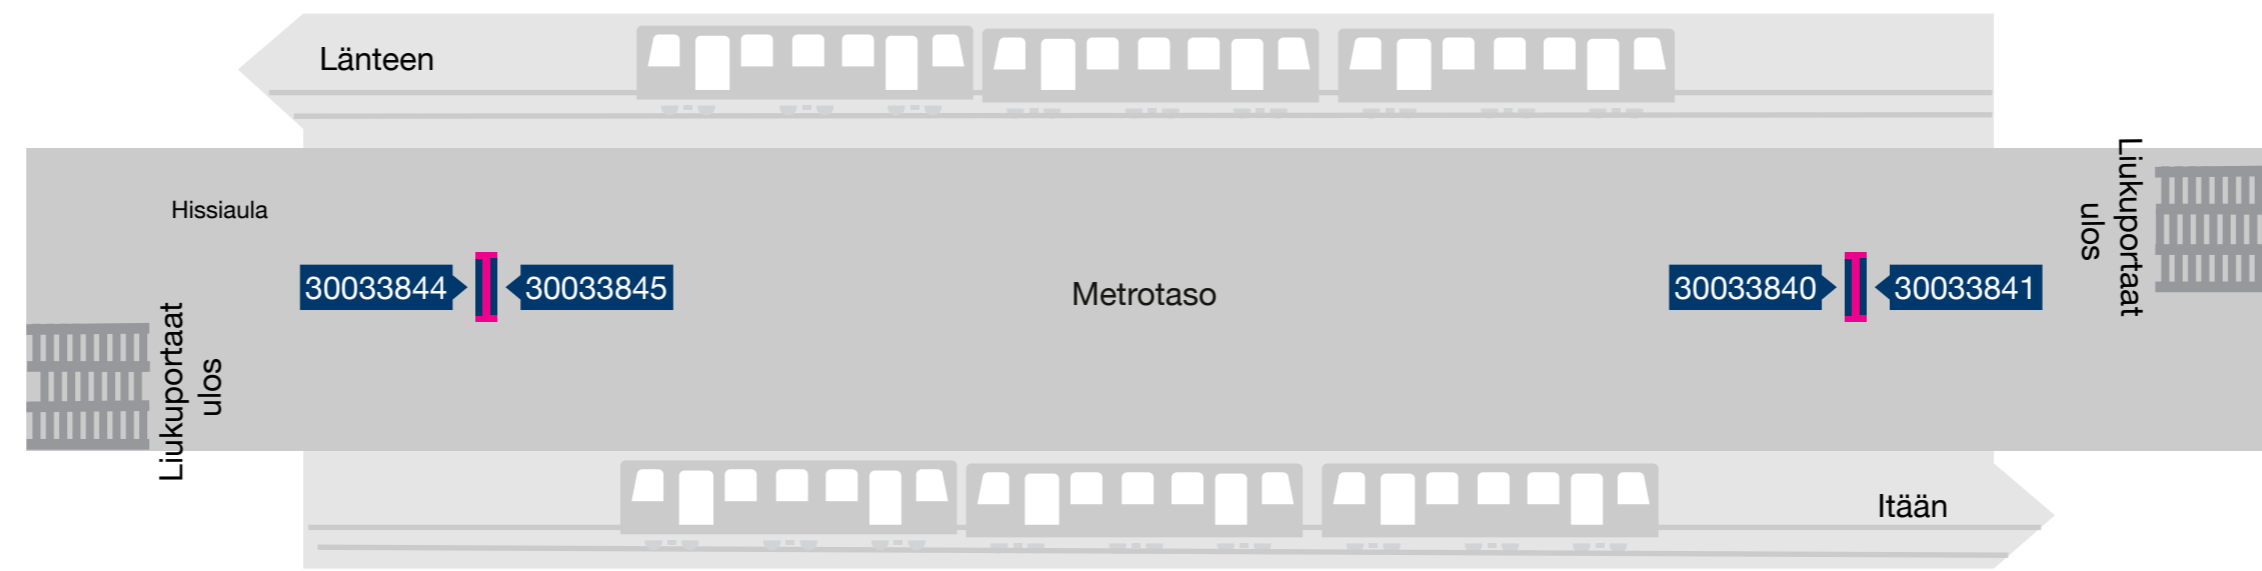 Länteen
Hissiaula
30033844
30033845
Metrotaso
30033840
30033841
Liukuportaat
ulos
Liukuportaat
ulos
Itään